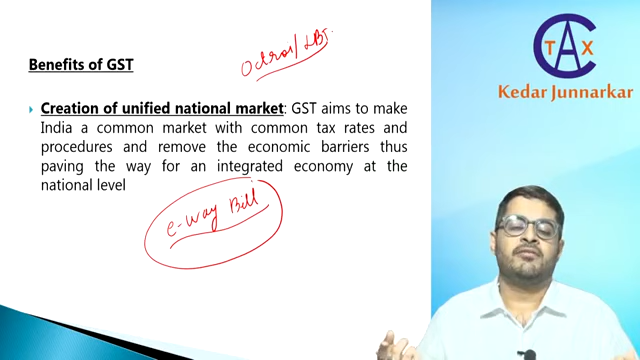 Octroi/LBT
Benefits of GST
Creation of unified national market: GST aims to make
India a common market with common tax rates and
procedures and remove the economic barriers thus
paving the way for an integrated economy at the
national level
e-way Bill
CA
TAX
Kedar Junnarkar